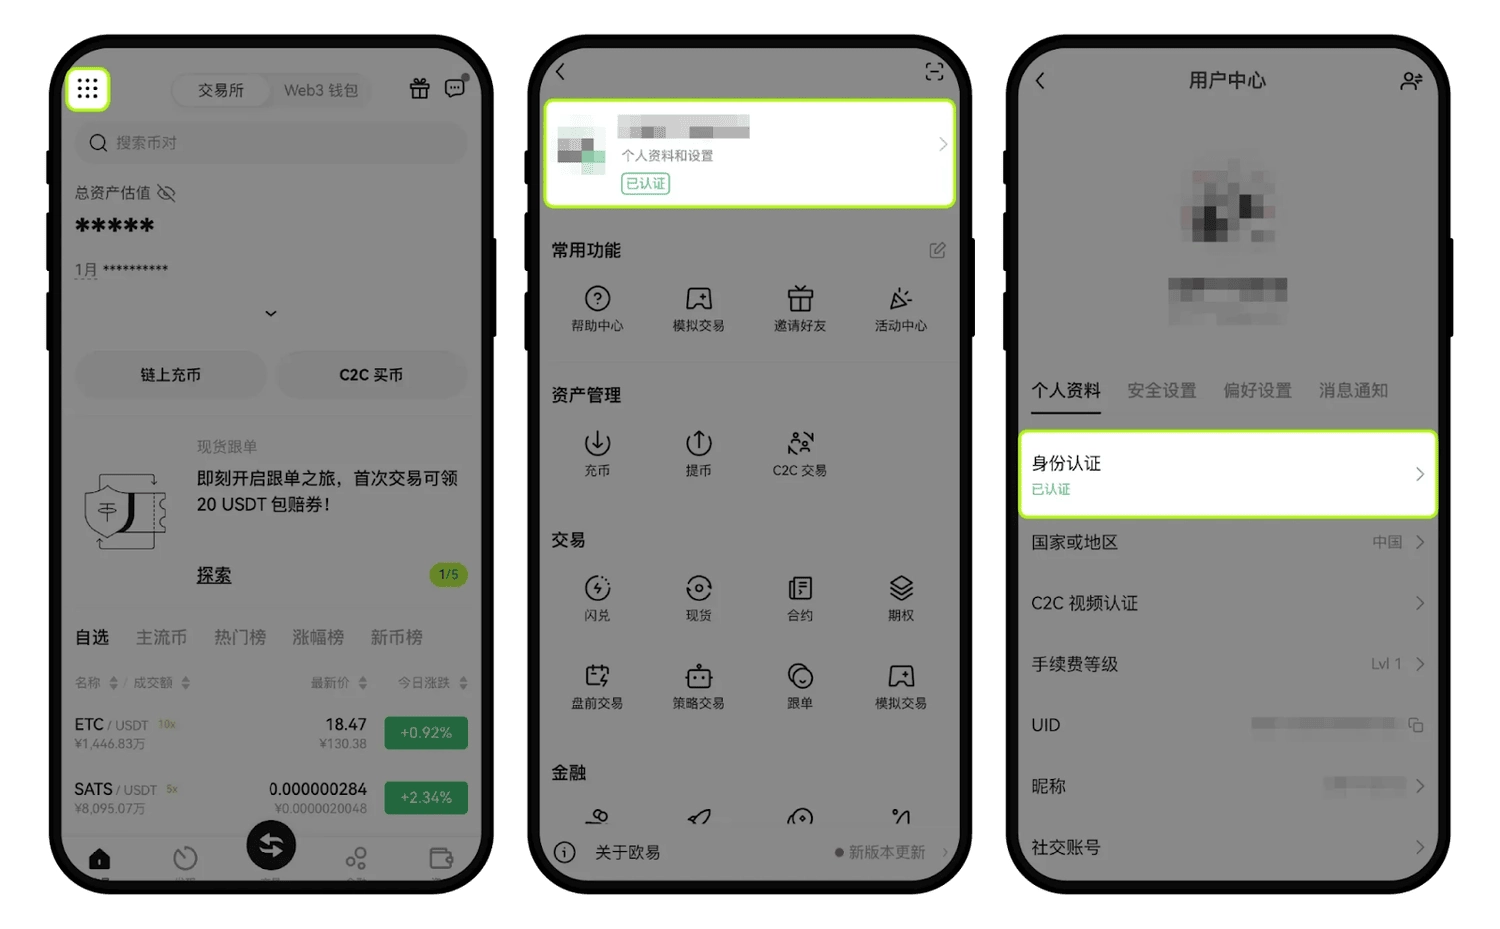 交易所
Web3 钱包
搜索币对
总资产估值
*****
1月 **********
链上充币
C2C 买币
现货跟单
即刻开启跟单之旅，首次交易可领
20 USDT 包赔券！
探索
1/5
自选 主流币 热门榜 涨幅榜 新币榜
名称 / 成交額 最新价 今日涨跌
ETC / USDT 10x 18.47 +0.92%
¥1,446.83万 ¥130.38
SATS / USDT 5x 0.000000284 +2.34%
¥8,095.07万 ¥0.0000020048
个人资料和设置
已认证
常用功能
帮助中心 模拟交易 邀请好友 活动中心
资产管理
充币 提币 C2C 交易
交易
闪兑 现货 合约 期权
盘前交易 策略交易 跟单 模拟交易
金融
关于欧易 新版本更新
用户中心
个人资料 安全设置 偏好设置 消息通知
身份认证
已认证
国家或地区 中国
C2C 视频认证
手续费等级 Lvl 1
UID
昵称
社交账号